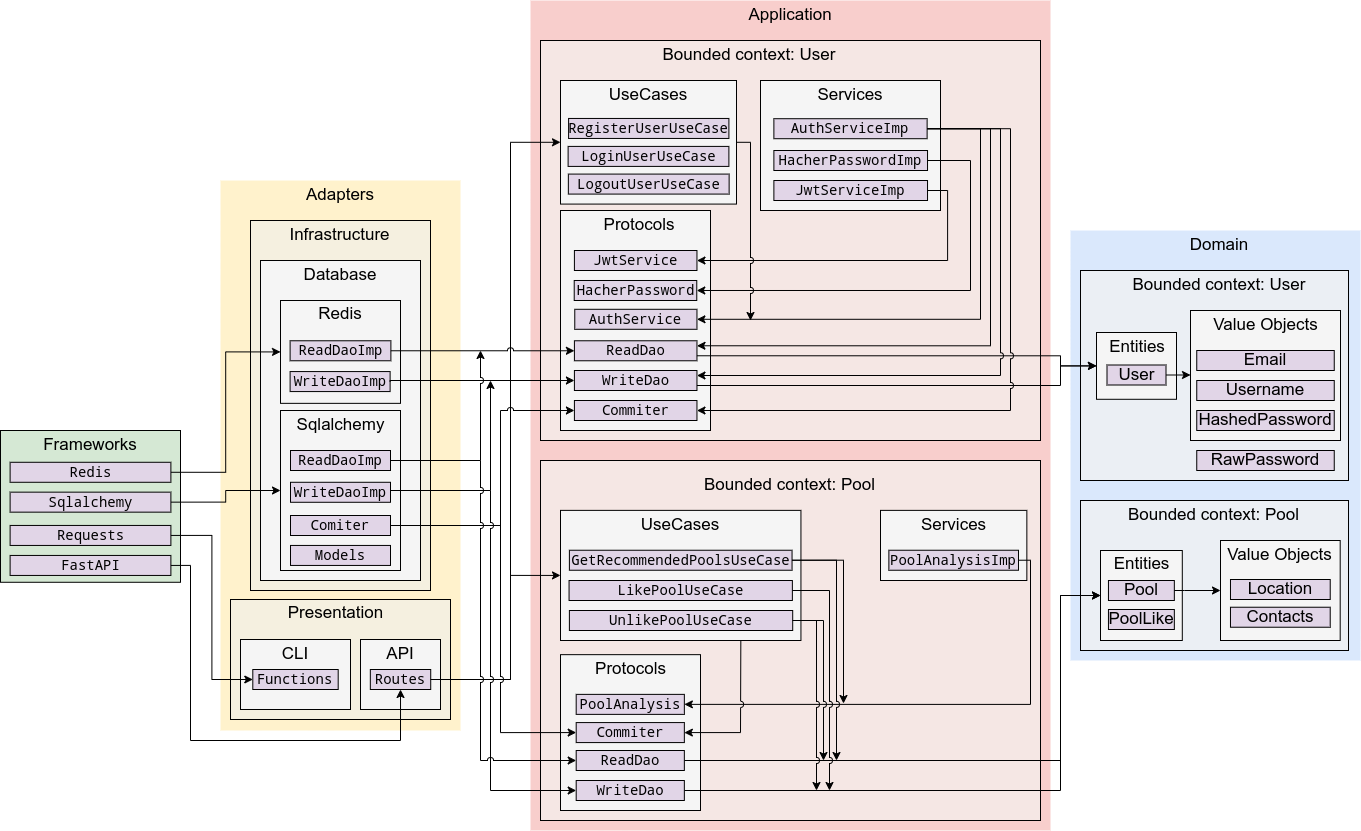 Frameworks
Redis
Sqlalchemy
Requests
FastAPI
Adapters
Infrastructure
Database
Redis
ReadDaoImp
WriteDaoImp
Sqlalchemy
ReadDaoImp
WriteDaoImp
Comiter
Models
Presentation
CLI
Functions
API
Routes
Application
Bounded context: User
UseCases
RegisterUserUseCase
LoginUserUseCase
LogoutUserUseCase
Services
AuthServiceImp
HacherPasswordImp
JwtServiceImp
Protocols
JwtService
HacherPassword
AuthService
ReadDao
WriteDao
Commiter
Bounded context: Pool
UseCases
GetRecommendedPoolsUseCase
LikePoolUseCase
UnlikePoolUseCase
Services
PoolAnalysisImp
Protocols
PoolAnalysis
Commiter
ReadDao
WriteDao
Domain
Bounded context: User
Entities
User
Value Objects
Email
Username
HashedPassword
RawPassword
Bounded context: Pool
Entities
Pool
PoolLike
Value Objects
Location
Contacts